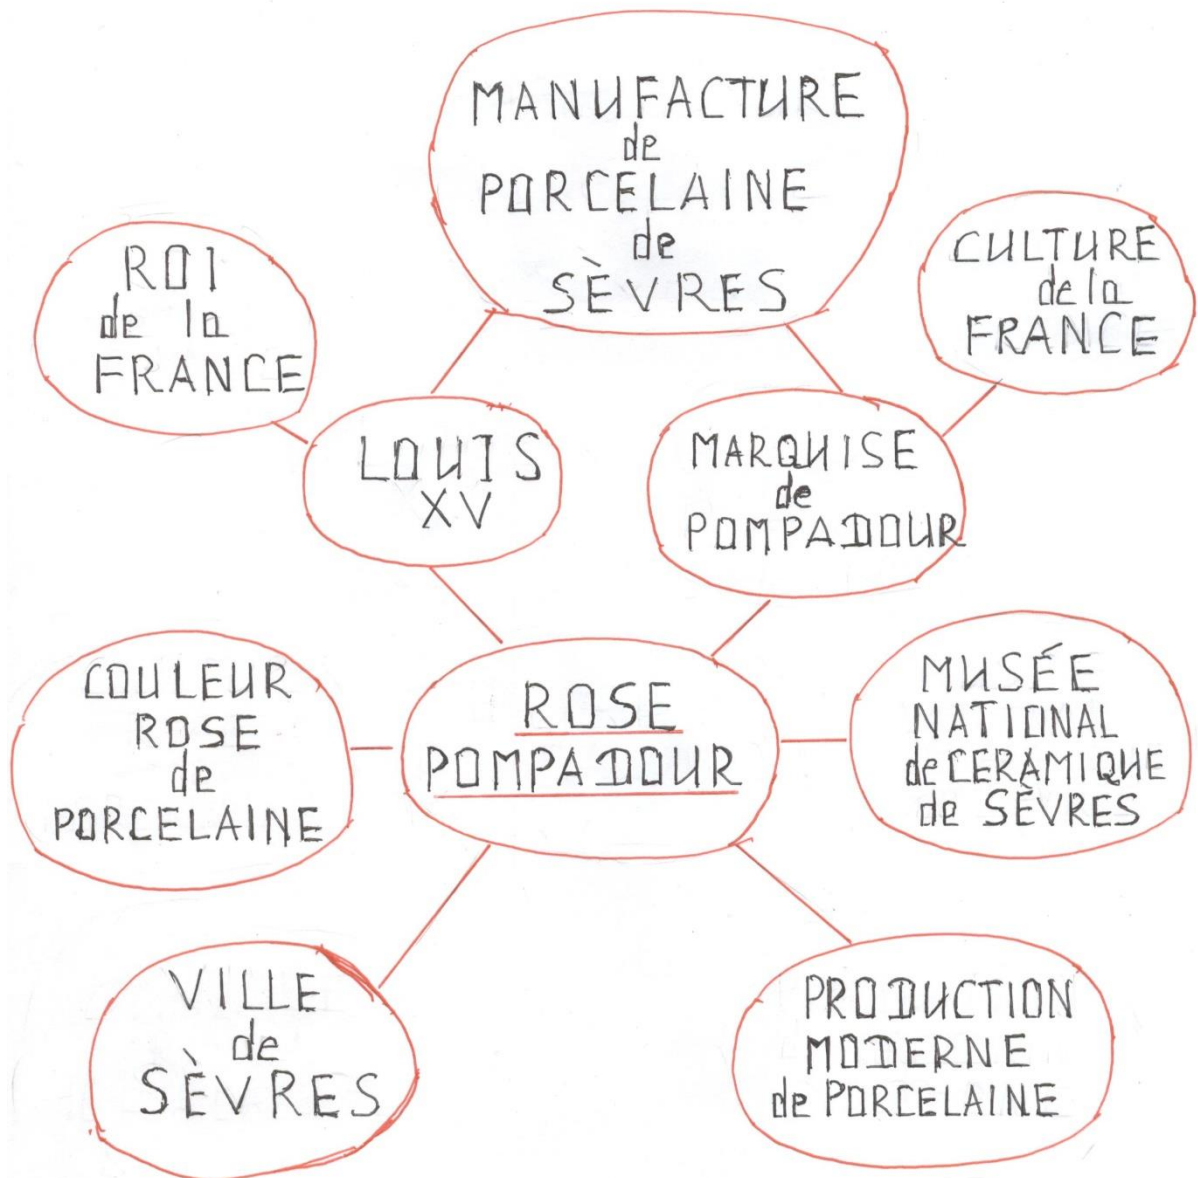 MANUFACTURE
de
PORCELAINE
de
SÈVRES
ROI
de la
FRANCE
CULTURE
de la
FRANCE
LOUIS
XV
MARQUISE
de
POMPADOUR
COULEUR
ROSE
de
PORCELAINE
ROSE
POMPADOUR
MUSÉE
NATIONAL
de CERAMIQUE
de SÈVRES
VILLE
de
SÈVRES
PRODUCTION
MODERNE
de PORCELAINE